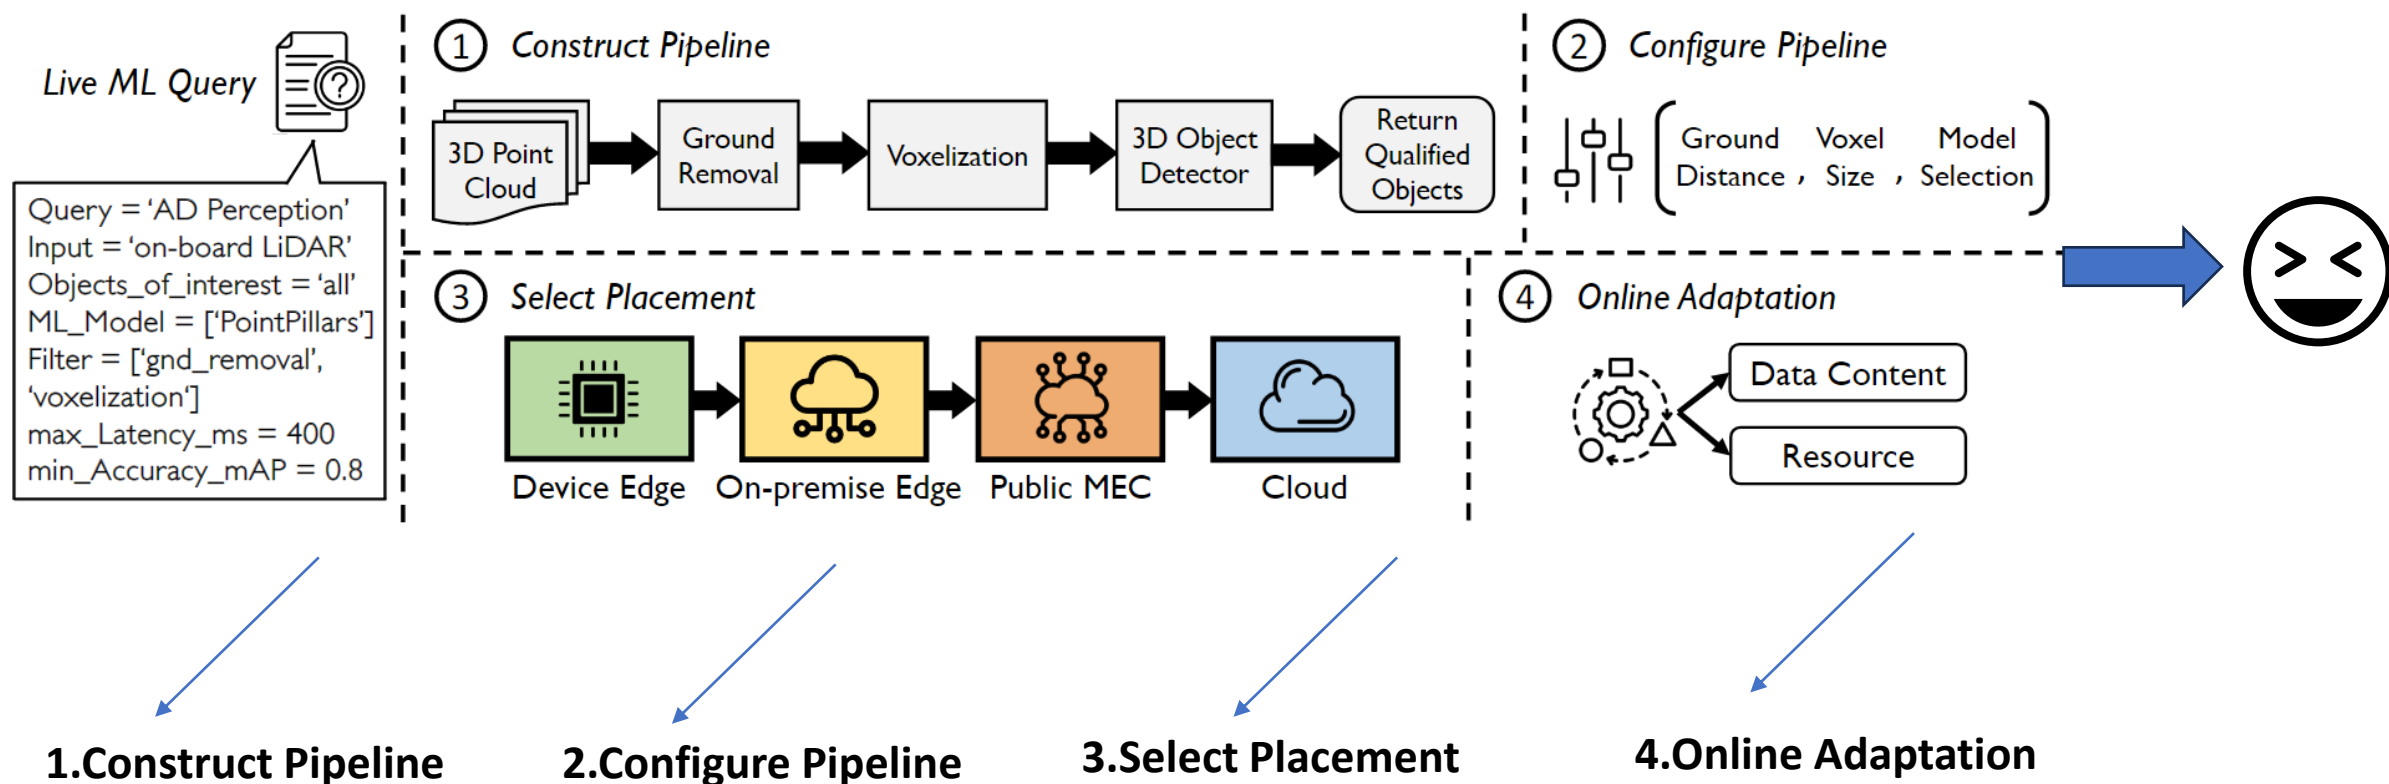 Live ML Query
?
Query = ‘AD Perception’
Input = ‘on-board LiDAR’
Objects_of_interest = ‘all’
ML_Model = [‘PointPillars’]
Filter = [‘gnd_removal’,
‘voxelization‘]
max_Latency_ms = 400
min_Accuracy_mAP = 0.8
1 Construct Pipeline
3D Point
Cloud
Ground
Removal
Voxelization
3D Object
Detector
Return
Qualified
Objects
2 Configure Pipeline
Ground
Distance ,
Voxel
Size ,
Model
Selection
3 Select Placement
Device Edge
On-premise Edge
Public MEC
Cloud
4 Online Adaptation
Data Content
Resource
1.Construct Pipeline
2.Configure Pipeline
3.Select Placement
4.Online Adaptation